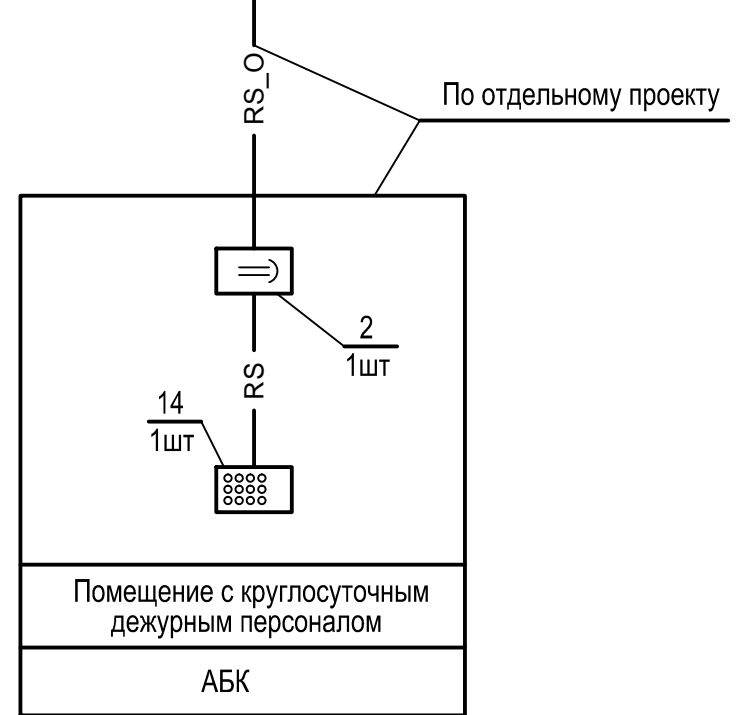 RS_O
По отдельному проекту
2
1шт
RS
14
1шт
Помещение с круглосуточным
дежурным персоналом
АБК